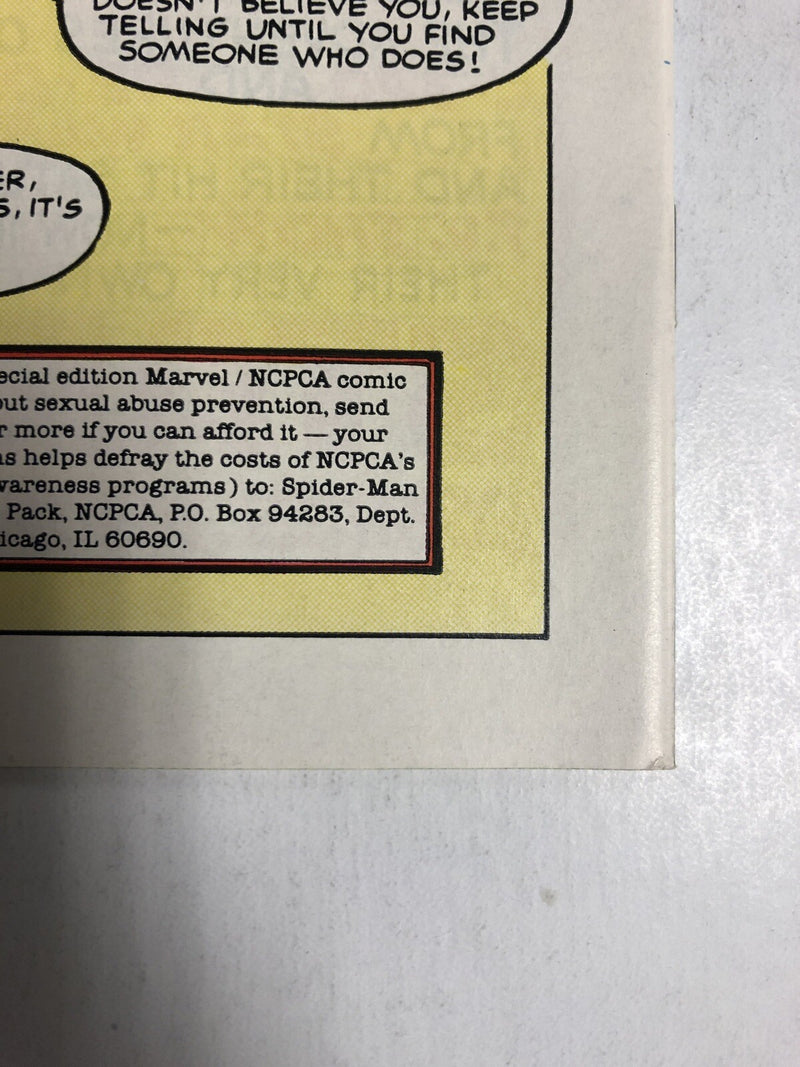 DOESN'T BELIEVE YOU, KEEP
TELLING UNTIL YOU FIND
SOMEONE WHO DOES!
ER,
S, IT'S
ecial edition Marvel / NCPCA comic
out sexual abuse prevention, send
r more if you can afford it — your
as helps defray the costs of NCPCA's
wareness programs) to: Spider-Man
Pack, NCPCA, P.O. Box 94283, Dept.
icago, IL 60690.